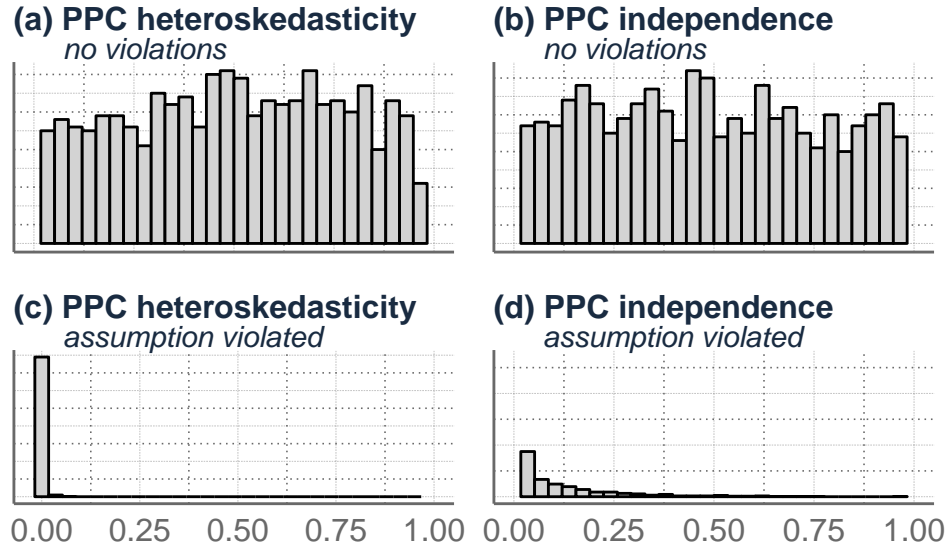 (a) PPC heteroskedasticity
no violations
(b) PPC independence
no violations
(c) PPC heteroskedasticity
assumption violated
(d) PPC independence
assumption violated
0.00 0.25 0.50 0.75 1.00
0.00 0.25 0.50 0.75 1.00